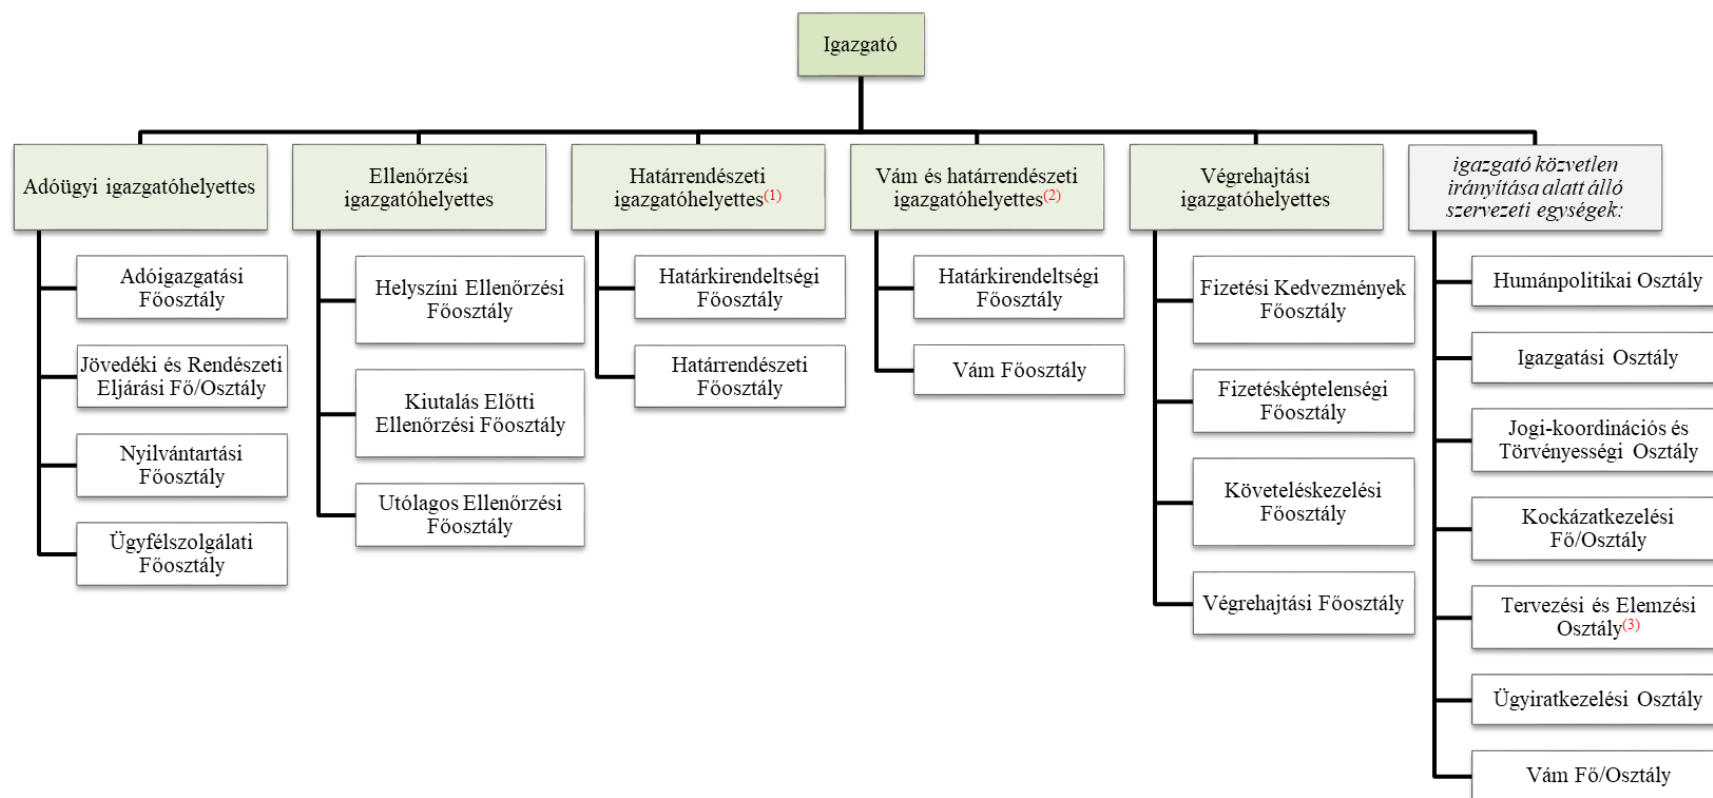 Igazgató
Adóügyi igazgatóhelyettes
Adóigazgatási
Főosztály
Jövedéki és Rendészeti
Eljárási Fő/Osztály
Nyilvántartási
Főosztály
Ügyfélszolgálati
Főosztály
Ellenőrzési
igazgatóhelyettes
Helyszíni Ellenőrzési
Főosztály
Kiutalás Előtti
Ellenőrzési Főosztály
Utólagos Ellenőrzési
Főosztály
Határrendészeti
igazgatóhelyettes(1)
Határkirendeltségi
Főosztály
Határrendészeti
Főosztály
Vám és határrendészeti
igazgatóhelyettes(2)
Határkirendeltségi
Főosztály
Vám Főosztály
Végrehajtási
igazgatóhelyettes
Fizetési Kedvezmények
Főosztály
Fizetésképtelenségi
Főosztály
Követeléskezelési
Főosztály
Végrehajtási Főosztály
igazgató közvetlen
irányítása alatt álló
szervezeti egységek:
Humánpolitikai Osztály
Igazgatási Osztály
Jogi-koordinációs és
Törvényességi Osztály
Kockázatkezelési
Fő/Osztály
Tervezési és Elemzési
Osztály(3)
Ügyiratkezelési Osztály
Vám Fő/Osztály